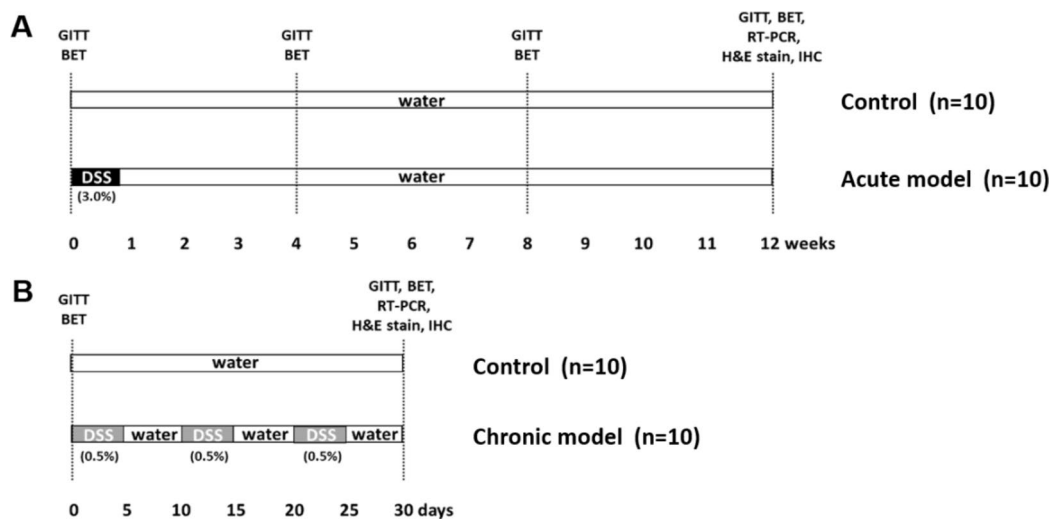 A
GITT
BET
GITT
BET
GITT
BET
GITT, BET,
RT-PCR,
H&E stain, IHC
water
Control (n=10)
DSS
water
Acute model (n=10)
(3.0%)
0 1 2 3 4 5 6 7 8 9 10 11 12 weeks
B
GITT
BET
GITT, BET,
RT-PCR,
H&E stain, IHC
water
Control (n=10)
DSS water DSS water DSS water
Chronic model (n=10)
(0.5%) (0.5%) (0.5%)
0 5 10 15 20 25 30 days